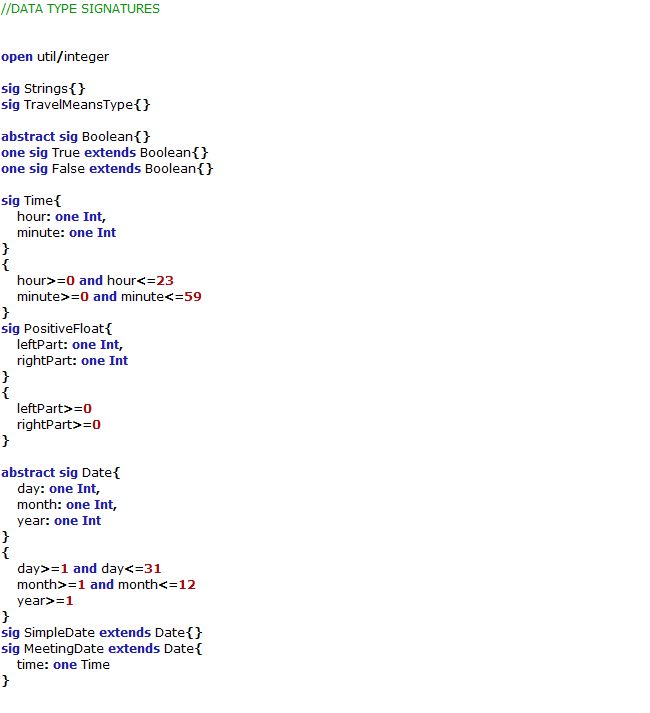 //DATA TYPE SIGNATURES
open util/integer
sig Strings{}
sig TravelMeansType{}
abstract sig Boolean{}
one sig True extends Boolean{}
one sig False extends Boolean{}
sig Time{
hour: one Int,
minute: one Int
}
{
hour>=0 and hour<=23
minute>=0 and minute<=59
}
sig PositiveFloat{
leftPart: one Int,
rightPart: one Int
}
{
leftPart>=0
rightPart>=0
}
abstract sig Date{
day: one Int,
month: one Int,
year: one Int
}
{
day>=1 and day<=31
month>=1 and month<=12
year>=1
}
sig SimpleDate extends Date{}
sig MeetingDate extends Date{
time: one Time
}